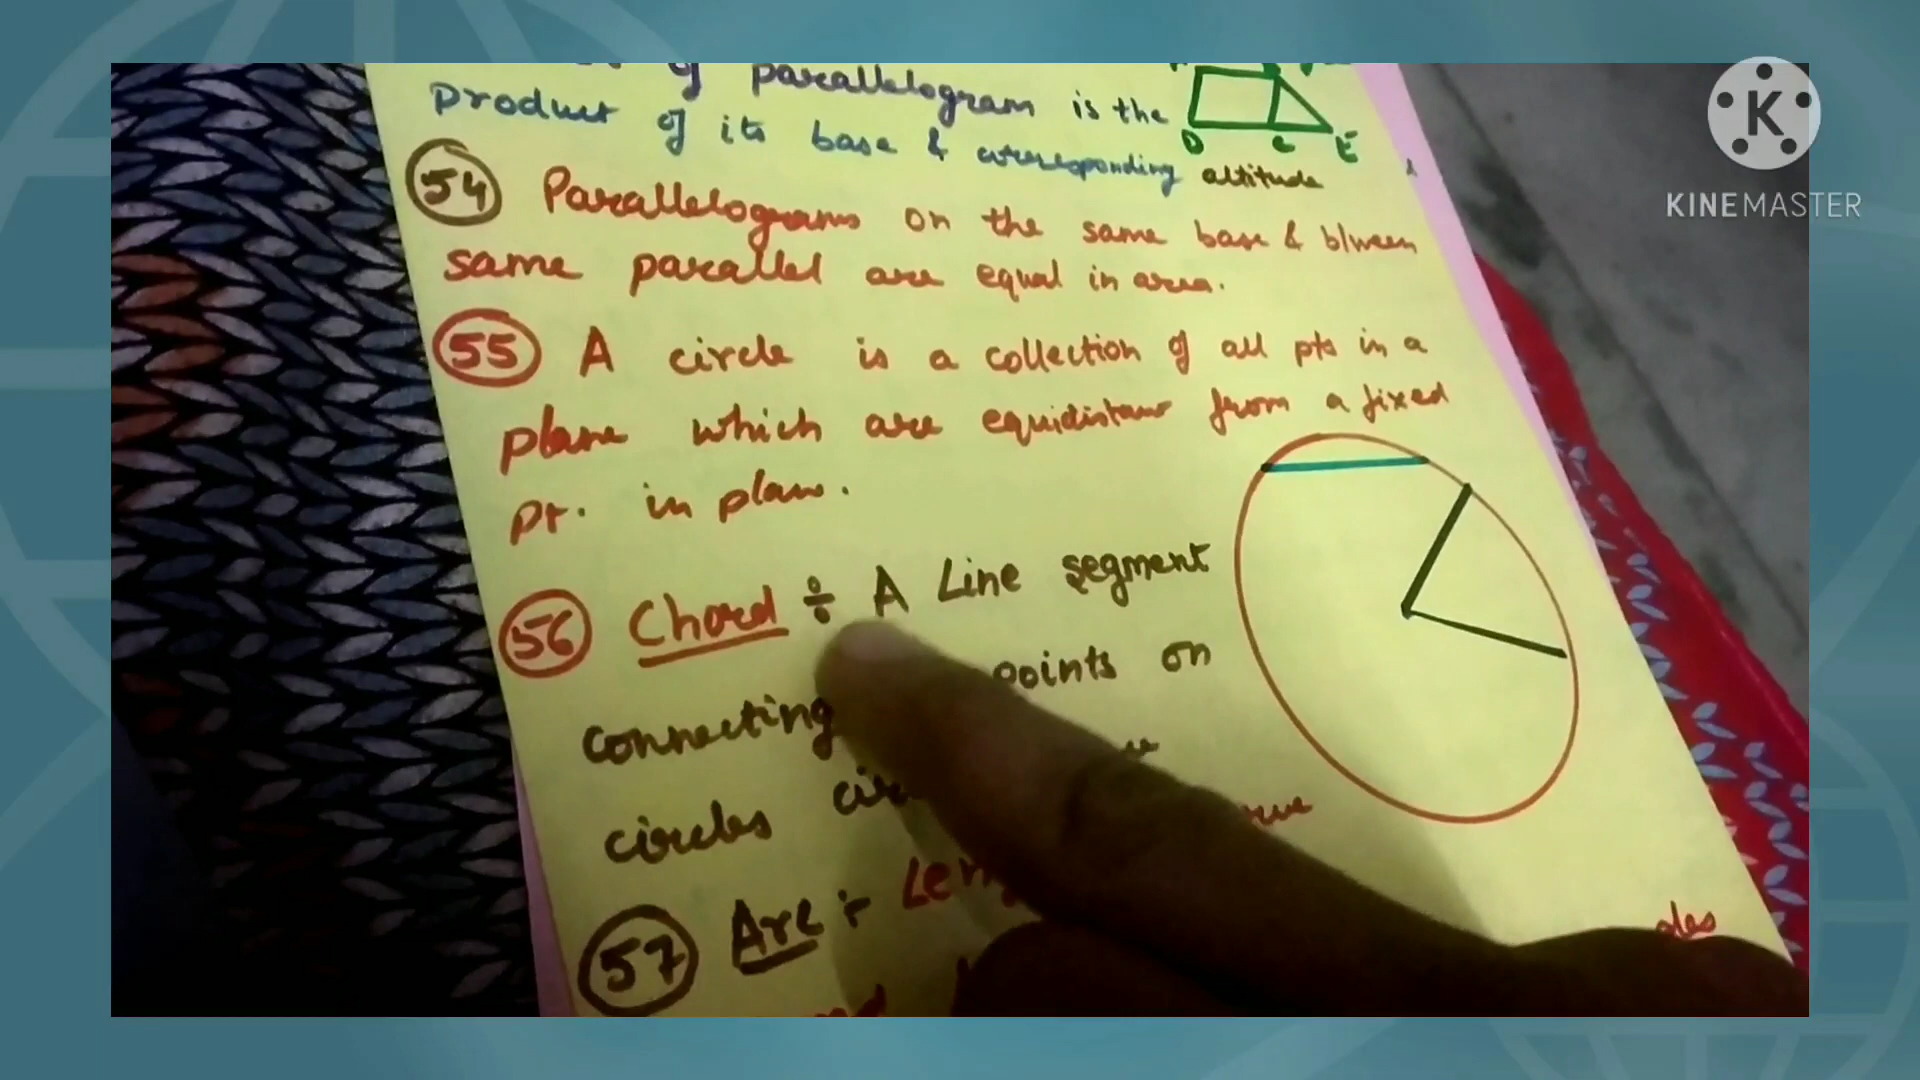 of parallelogram is the
product of its base & corresponding altitude
D C E
54 Parallelograms on the same base & b/ween
same parallel are equal in area.
55 A circle is a collection of all pts in a
plane which are equidistant from a fixed
pt. in plane.
56 Chord ÷ A Line segment
connecting points on
circles
57 Arc :-
KINEMASTER